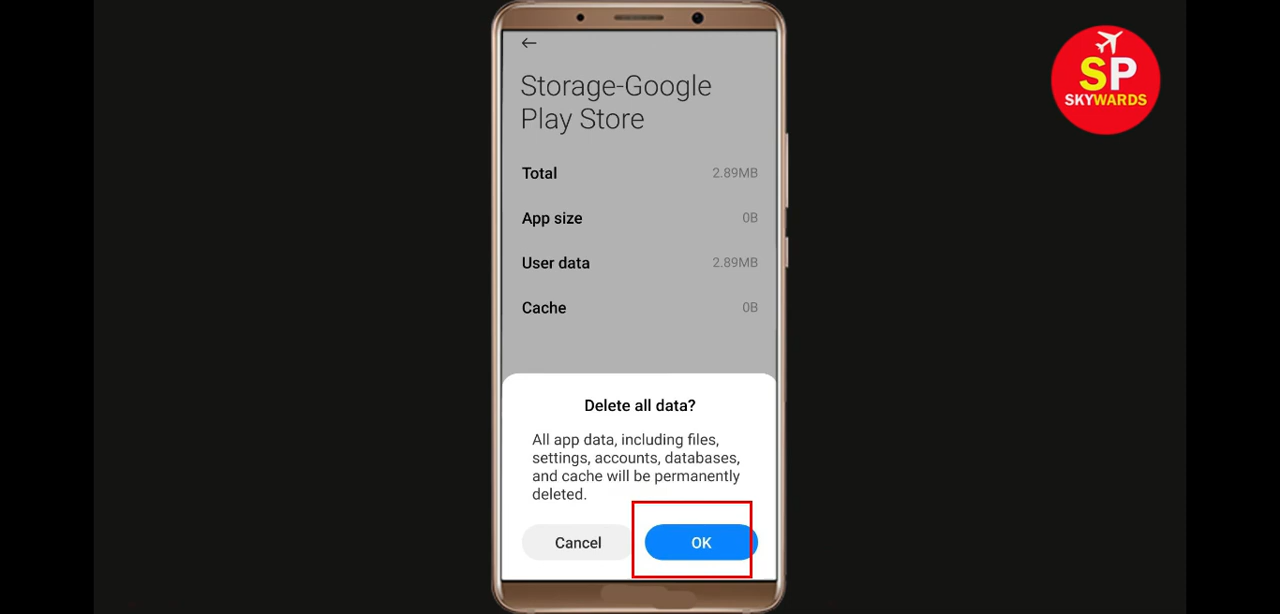 Storage-Google
Play Store
Total 2.89MB
App size 0B
User data 2.89MB
Cache 0B
Delete all data?
All app data, including files,
settings, accounts, databases,
and cache will be permanently
deleted.
Cancel OK
SP
SKYWARDS